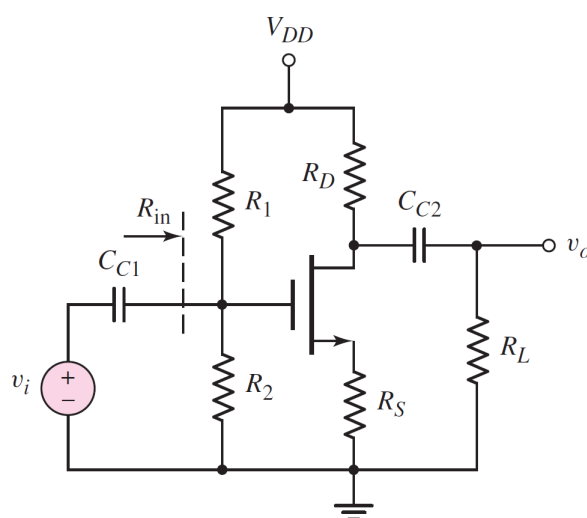 V_DD
R_D
R_1
C_C2
R_in
C_C1
v_o
v_i
+
−
R_2
R_L
R_S